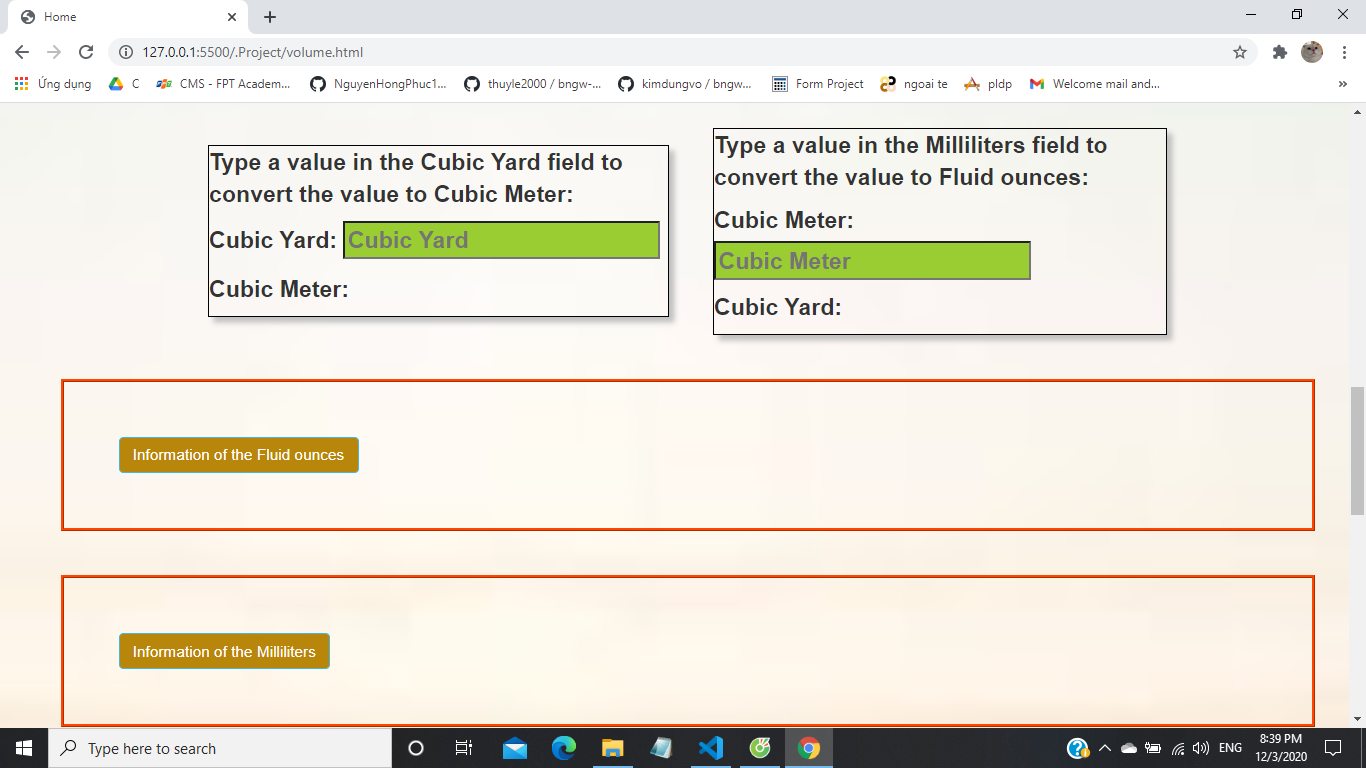 Home
127.0.0.1:5500/.Project/volume.html
Ứng dụng
C
CMS - FPT Academ...
NguyenHongPhuc1...
thuyle2000 / bngw-...
kimdungvo / bngw...
Form Project
ngoai te
pldp
Welcome mail and...
Type a value in the Cubic Yard field to
convert the value to Cubic Meter:
Cubic Yard: Cubic Yard
Cubic Meter:
Type a value in the Milliliters field to
convert the value to Fluid ounces:
Cubic Meter:
Cubic Meter
Cubic Yard:
Information of the Fluid ounces
Information of the Milliliters
Type here to search
ENG
8:39 PM
12/3/2020